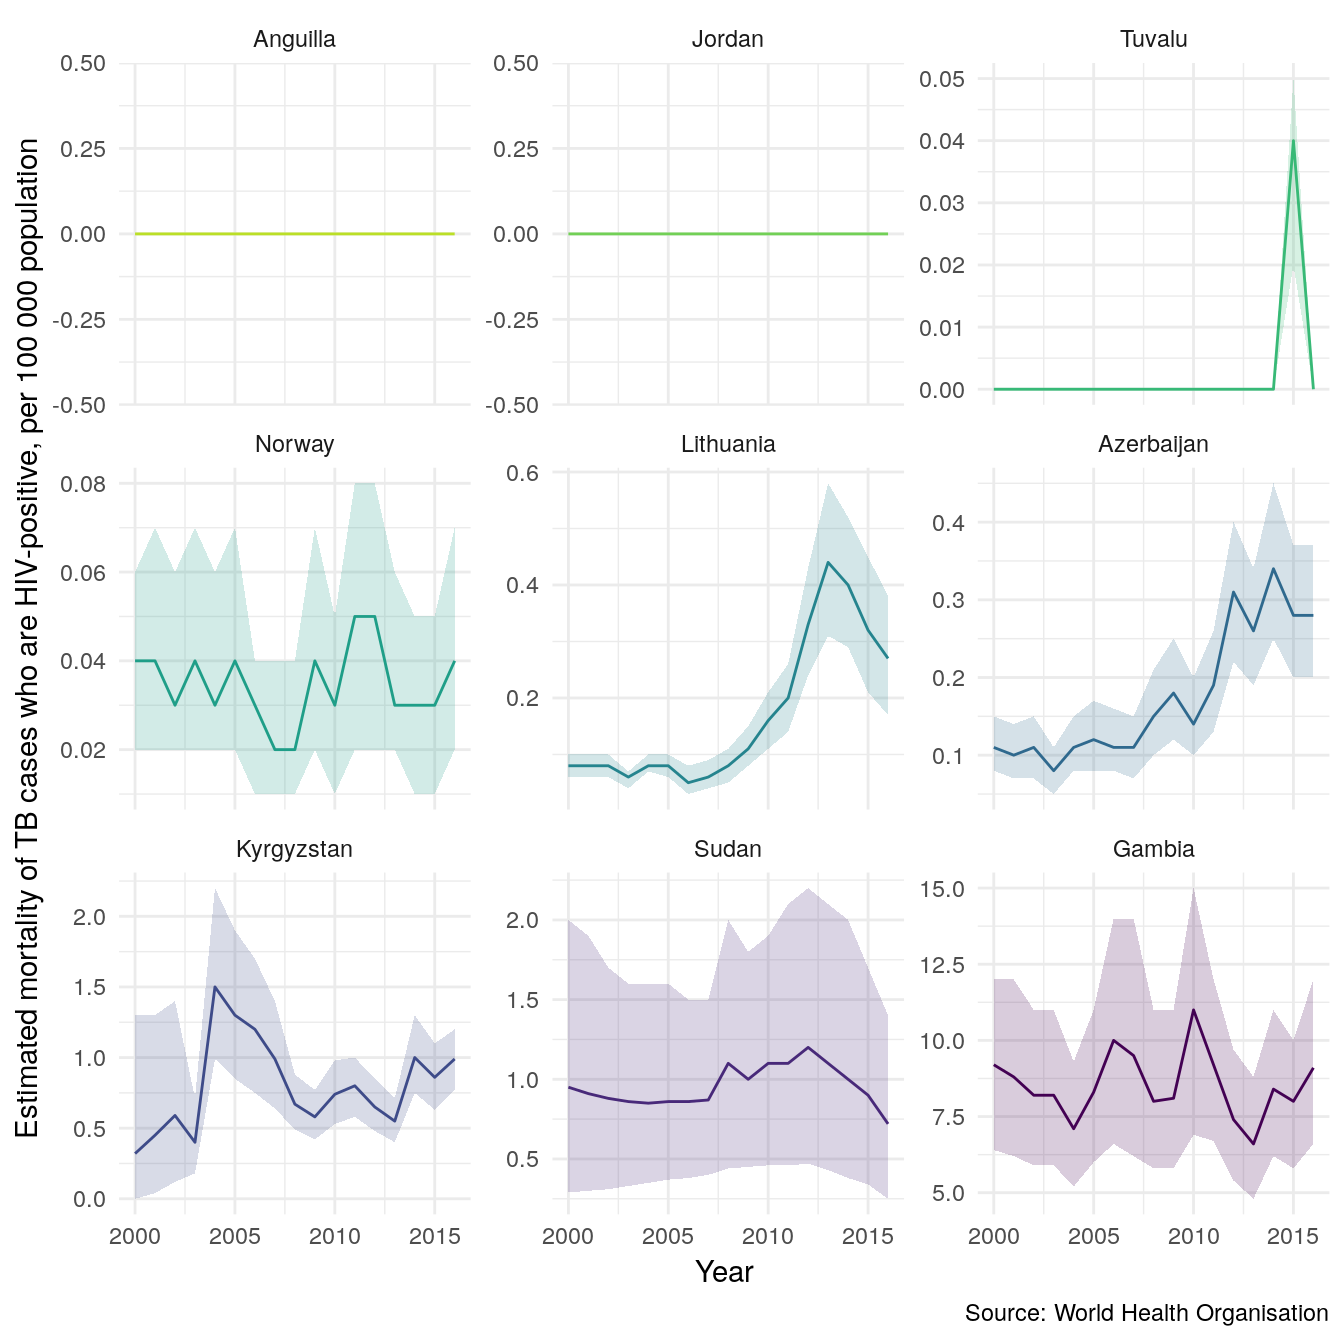 Estimated mortality of TB cases who are HIV-positive, per 100 000 population
Anguilla
0.50
0.25
0.00
-0.25
-0.50
Jordan
0.50
0.25
0.00
-0.25
-0.50
Tuvalu
0.05
0.04
0.03
0.02
0.01
0.00
Norway
0.08
0.06
0.04
0.02
Lithuania
0.6
0.4
0.2
Azerbaijan
0.4
0.3
0.2
0.1
Kyrgyzstan
2.0
1.5
1.0
0.5
0.0
2000 2005 2010 2015
Sudan
2.0
1.5
1.0
0.5
2000 2005 2010 2015
Gambia
15.0
12.5
10.0
7.5
5.0
2000 2005 2010 2015
Year
Source: World Health Organisation